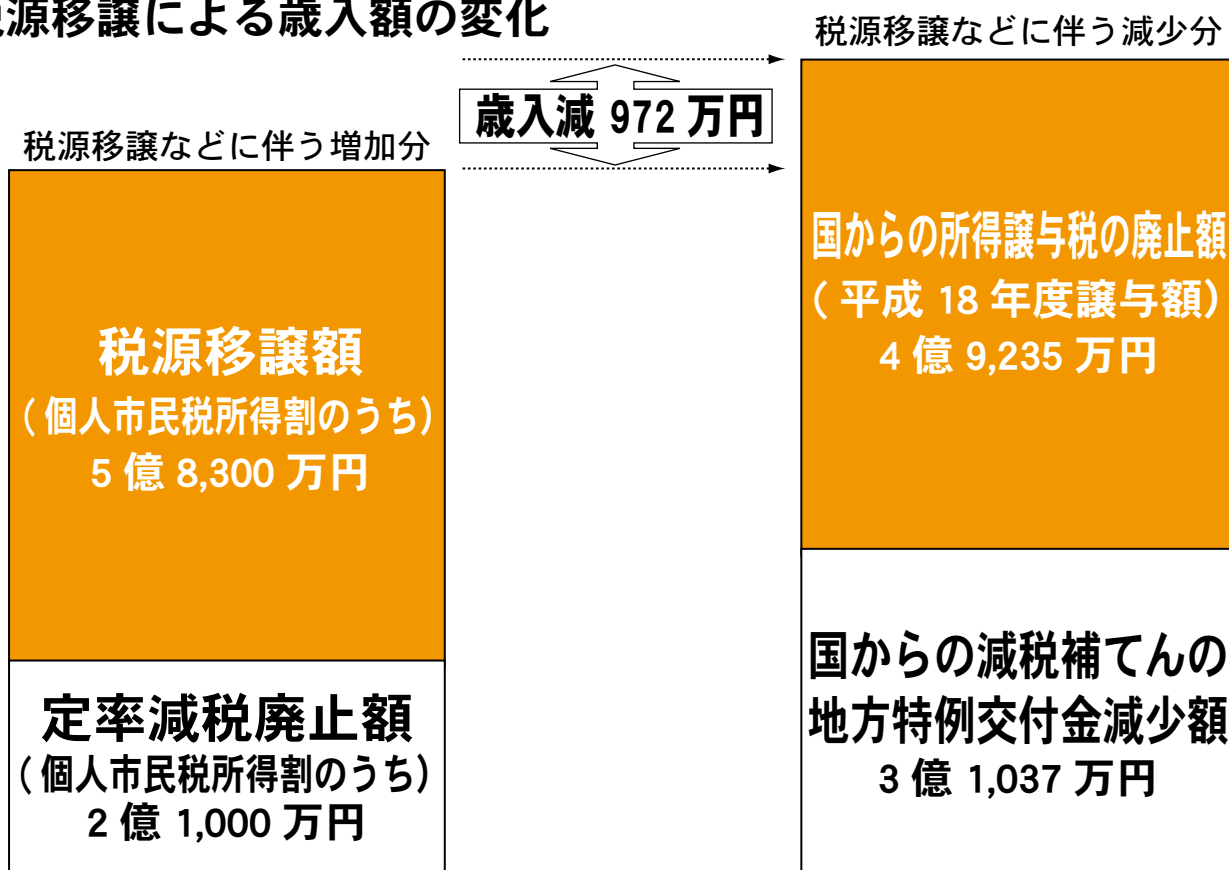 源移譲による歳入額の変化
税源移譲などに伴う減少分
歳入減 972 万円
税源移譲などに伴う増加分
国からの所得譲与税の廃止額
( 平成 18 年度譲与額)
4 億 9,235 万円
税源移譲額
( 個人市民税所得割のうち)
5 億 8,300 万円
国からの減税補てんの
地方特例交付金減少額
3 億 1,037 万円
定率減税廃止額
( 個人市民税所得割のうち)
2 億 1,000 万円